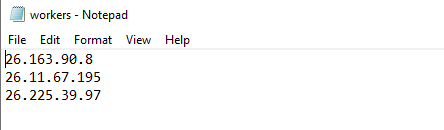 workers - Notepad
File Edit Format View Help
26.163.90.8
26.11.67.195
26.225.39.97